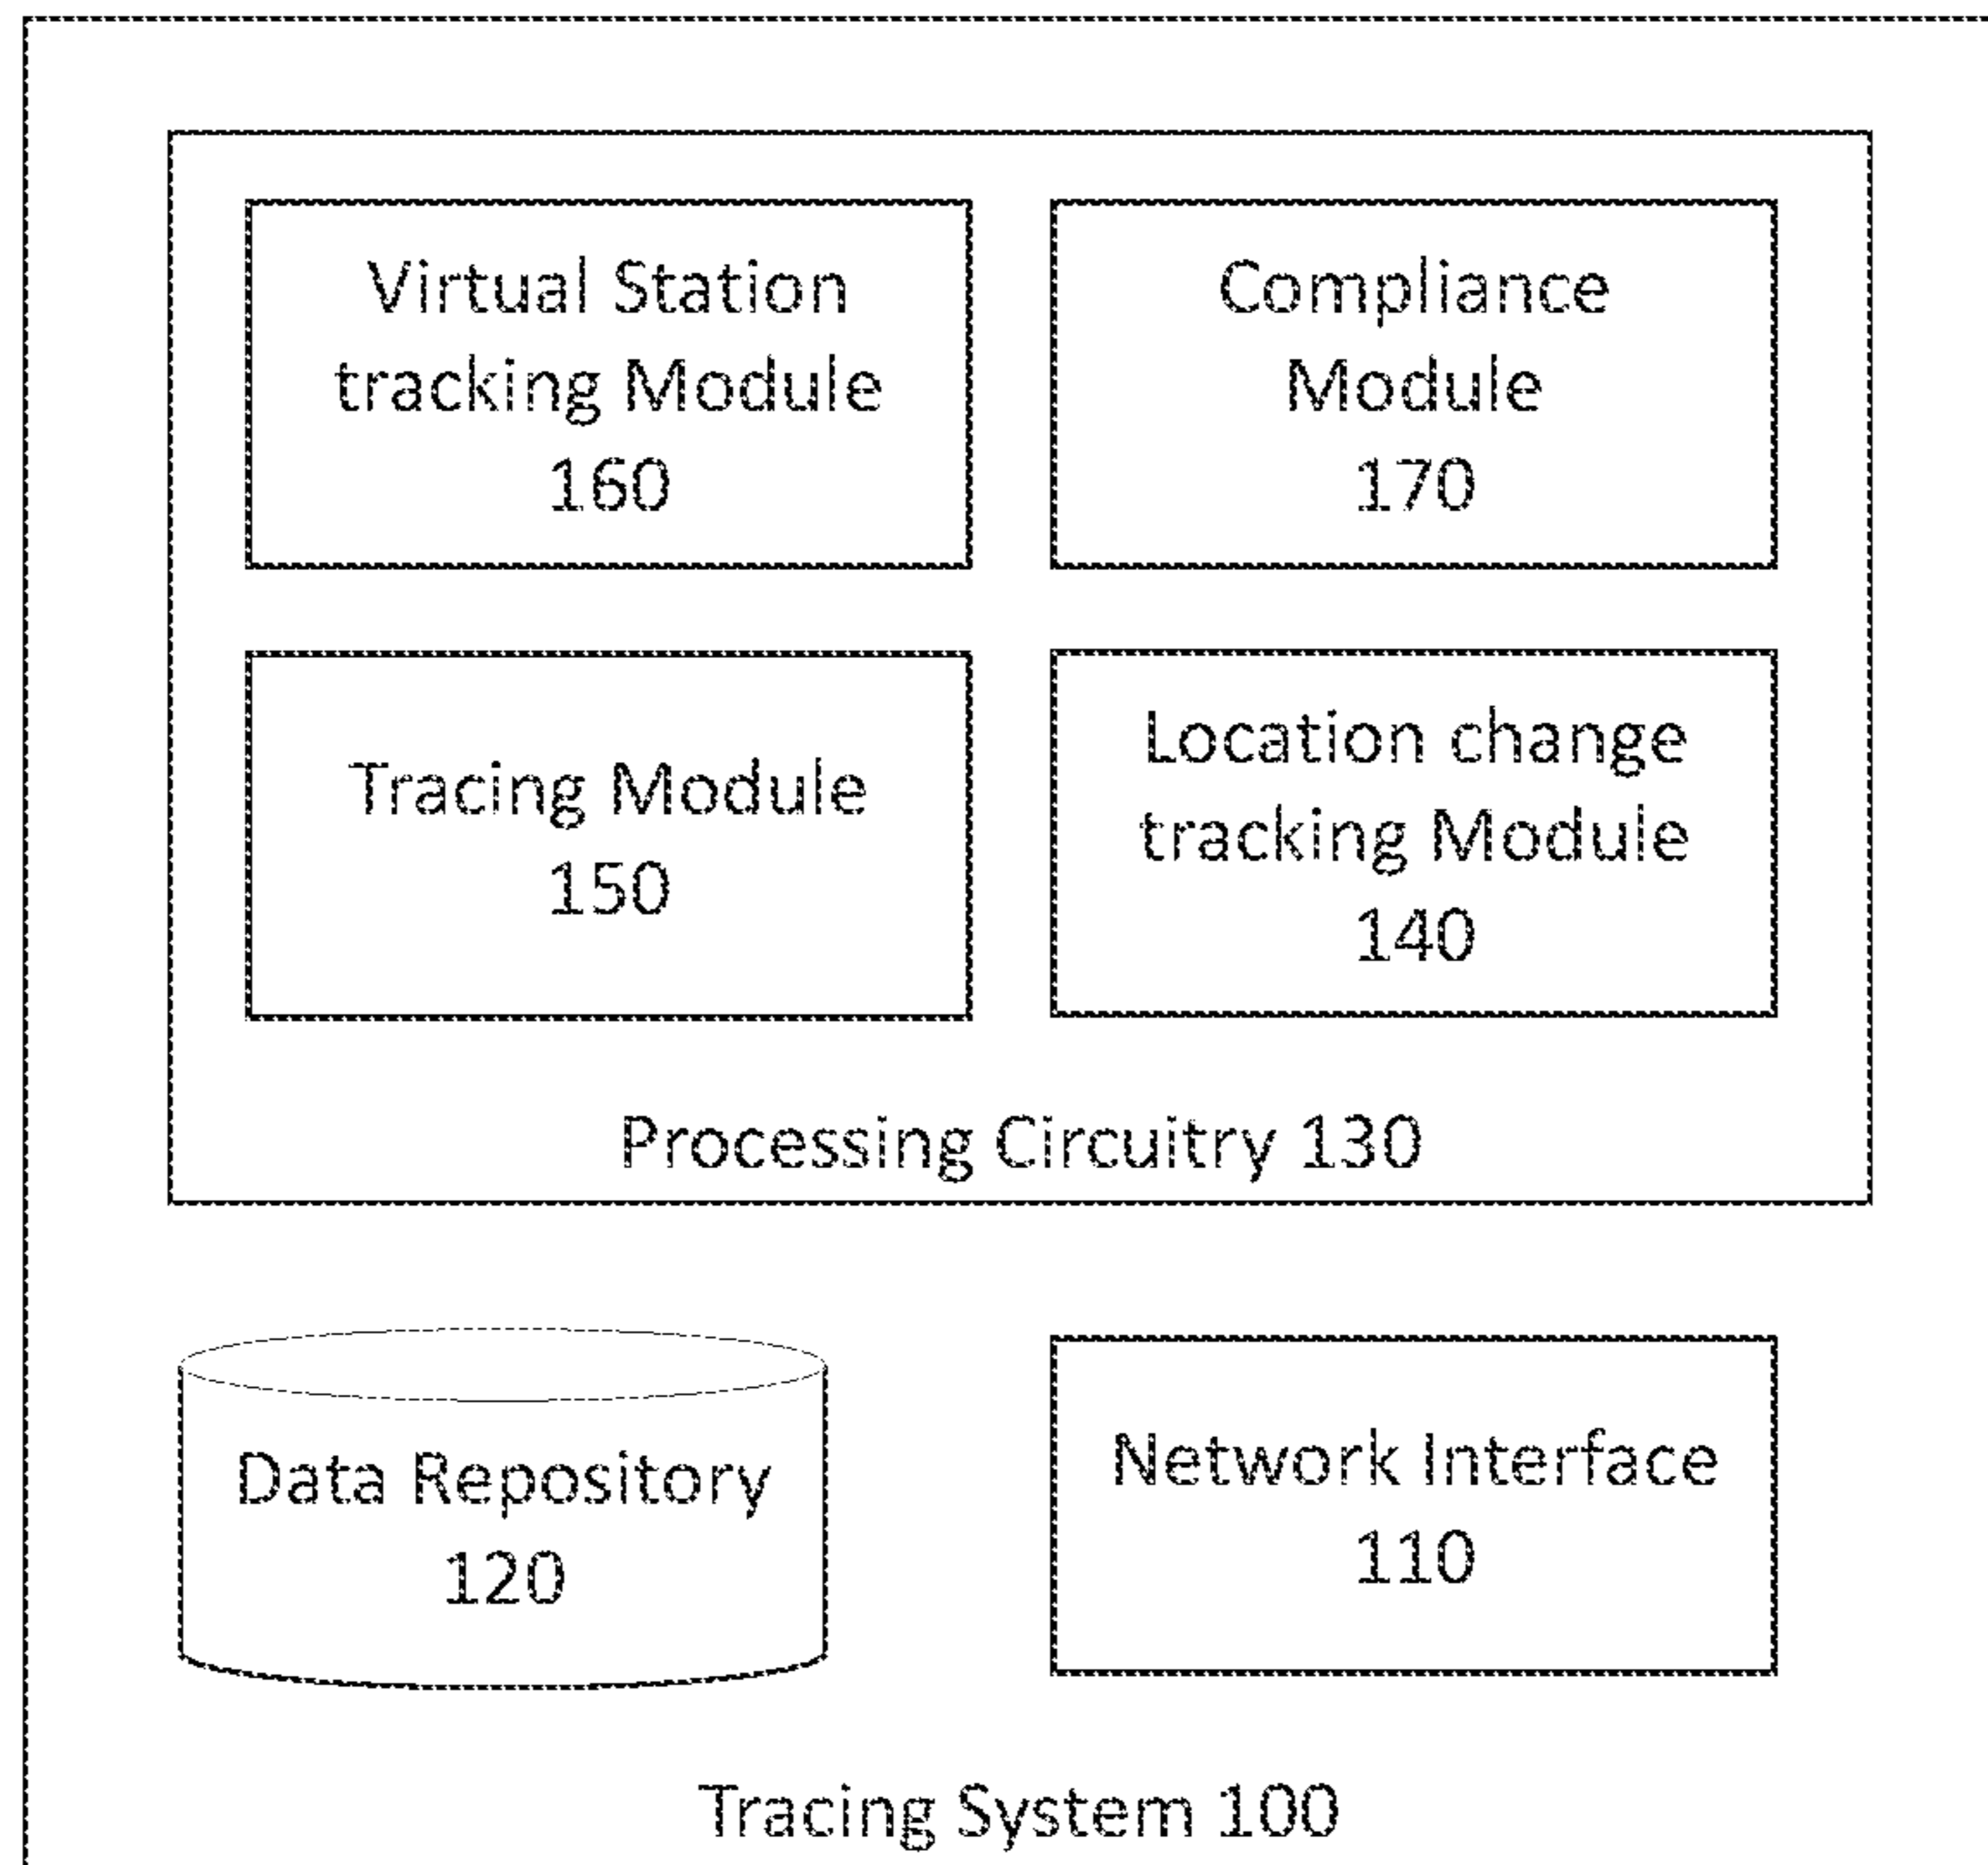 Virtual Station
tracking Module
160
Compliance
Module
170
Tracing Module
150
Location change
tracking Module
140
Processing Circuitry 130
Data Repository
120
Network Interface
110
Tracing System 100